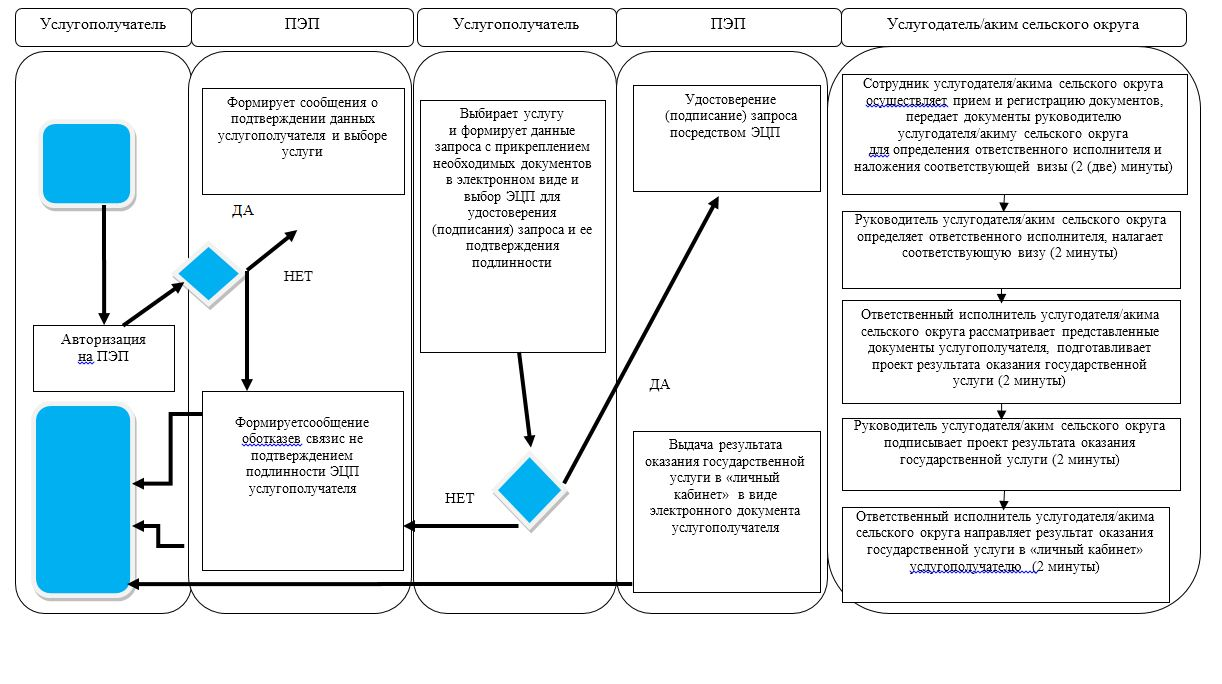 Услугополучатель
ПЭП
Услугополучатель
ПЭП
Услугодатель/аким сельского округа
Авторизация
на ПЭП
Формирует сообщения о
подтверждении данных
услугополучателя и выборе
услуги
ДА
НЕТ
Формируетсообщение
оботказев связис не
подтверждением
подлинности ЭЦП
услугополучателя
Выбирает услугу
и формирует данные
запроса с прикреплением
необходимых документов
в электронном виде и
выбор ЭЦП для
удостоверения
(подписания) запроса и ее
подтверждения
подлинности
НЕТ
Удостоверение
(подписание) запроса
посредством ЭЦП
ДА
Выдача результата
оказания государственной
услуги в «личный
кабинет» в виде
электронного документа
услугополучателя
Сотрудник услугодателя/акима сельского округа
осуществляет прием и регистрацию документов,
передает документы руководителю
услугодателя/акиму сельского округа
для определения ответственного исполнителя и
наложения соответствующей визы (2 (две) минуты)
Руководитель услугодателя/аким сельского округа
определяет ответственного исполнителя, налагает
соответствующую визу (2 минуты)
Ответственный исполнитель услугодателя/акима
сельского округа рассматривает представленные
документы услугополучателя, подготавливает
проект результата оказания государственной
услуги (2 минуты)
Руководитель услугодателя/аким сельского округа
подписывает проект результата оказания
государственной услуги (2 минуты)
Ответственный исполнитель услугодателя/акима
сельского округа направляет результат оказания
государственной услуги в «личный кабинет»
услугополучателю (2 минуты)